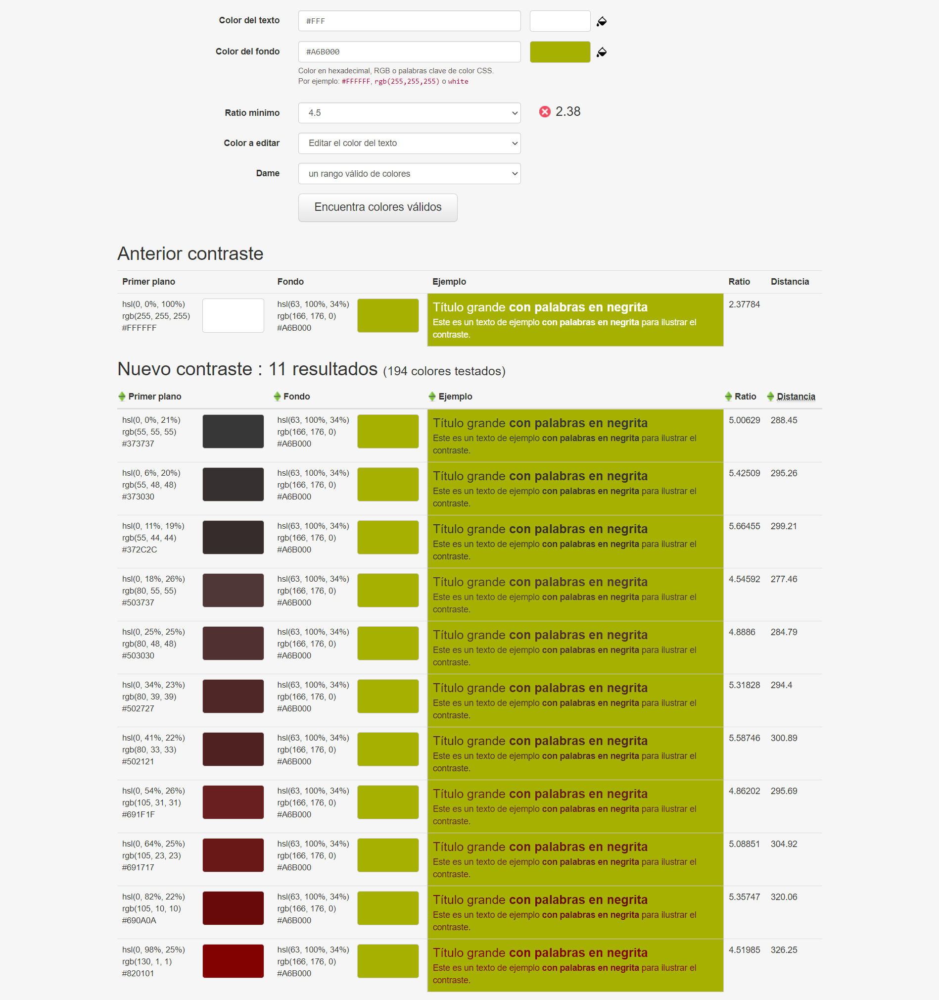 Color del texto
#FFF
Color del fondo
#A6B000
Color en hexadecimal, RGB o palabras clave de color CSS.
Por ejemplo: #FFFFFF, rgb(255,255,255) o white
Ratio mínimo
4.5
2.38
Color a editar
Editar el color del texto
Dame
un rango válido de colores
Encuentra colores válidos
Anterior contraste
Primer plano Fondo Ejemplo Ratio Distancia
hsl(0, 0%, 100%)
rgb(255, 255, 255)
#FFFFFF
hsl(63, 100%, 34%)
rgb(166, 176, 0)
#A6B000
Título grande con palabras en negrita
Este es un texto de ejemplo con palabras en negrita para ilustrar el
contraste.
2.37784
Nuevo contraste : 11 resultados (194 colores testados)
Primer plano Fondo Ejemplo Ratio Distancia
hsl(0, 0%, 21%)
rgb(55, 55, 55)
#373737
hsl(63, 100%, 34%)
rgb(166, 176, 0)
#A6B000
Título grande con palabras en negrita
Este es un texto de ejemplo con palabras en negrita para ilustrar el
contraste.
5.00629 288.45
hsl(0, 6%, 20%)
rgb(55, 48, 48)
#373030
hsl(63, 100%, 34%)
rgb(166, 176, 0)
#A6B000
Título grande con palabras en negrita
Este es un texto de ejemplo con palabras en negrita para ilustrar el
contraste.
5.42509 295.26
hsl(0, 11%, 19%)
rgb(55, 44, 44)
#372C2C
hsl(63, 100%, 34%)
rgb(166, 176, 0)
#A6B000
Título grande con palabras en negrita
Este es un texto de ejemplo con palabras en negrita para ilustrar el
contraste.
5.66455 299.21
hsl(0, 18%, 26%)
rgb(80, 55, 55)
#503737
hsl(63, 100%, 34%)
rgb(166, 176, 0)
#A6B000
Título grande con palabras en negrita
Este es un texto de ejemplo con palabras en negrita para ilustrar el
contraste.
4.54592 277.46
hsl(0, 25%, 25%)
rgb(80, 48, 48)
#503030
hsl(63, 100%, 34%)
rgb(166, 176, 0)
#A6B000
Título grande con palabras en negrita
Este es un texto de ejemplo con palabras en negrita para ilustrar el
contraste.
4.8886 284.79
hsl(0, 34%, 23%)
rgb(80, 39, 39)
#502727
hsl(63, 100%, 34%)
rgb(166, 176, 0)
#A6B000
Título grande con palabras en negrita
Este es un texto de ejemplo con palabras en negrita para ilustrar el
contraste.
5.31828 294.4
hsl(0, 41%, 22%)
rgb(80, 33, 33)
#502121
hsl(63, 100%, 34%)
rgb(166, 176, 0)
#A6B000
Título grande con palabras en negrita
Este es un texto de ejemplo con palabras en negrita para ilustrar el
contraste.
5.58746 300.89
hsl(0, 54%, 26%)
rgb(105, 31, 31)
#691F1F
hsl(63, 100%, 34%)
rgb(166, 176, 0)
#A6B000
Título grande con palabras en negrita
Este es un texto de ejemplo con palabras en negrita para ilustrar el
contraste.
4.86202 295.69
hsl(0, 64%, 25%)
rgb(105, 23, 23)
#691717
hsl(63, 100%, 34%)
rgb(166, 176, 0)
#A6B000
Título grande con palabras en negrita
Este es un texto de ejemplo con palabras en negrita para ilustrar el
contraste.
5.08851 304.92
hsl(0, 82%, 22%)
rgb(105, 10, 10)
#690A0A
hsl(63, 100%, 34%)
rgb(166, 176, 0)
#A6B000
Título grande con palabras en negrita
Este es un texto de ejemplo con palabras en negrita para ilustrar el
contraste.
5.35747 320.06
hsl(0, 98%, 25%)
rgb(130, 1, 1)
#820101
hsl(63, 100%, 34%)
rgb(166, 176, 0)
#A6B000
Título grande con palabras en negrita
Este es un texto de ejemplo con palabras en negrita para ilustrar el
contraste.
4.51985 326.25